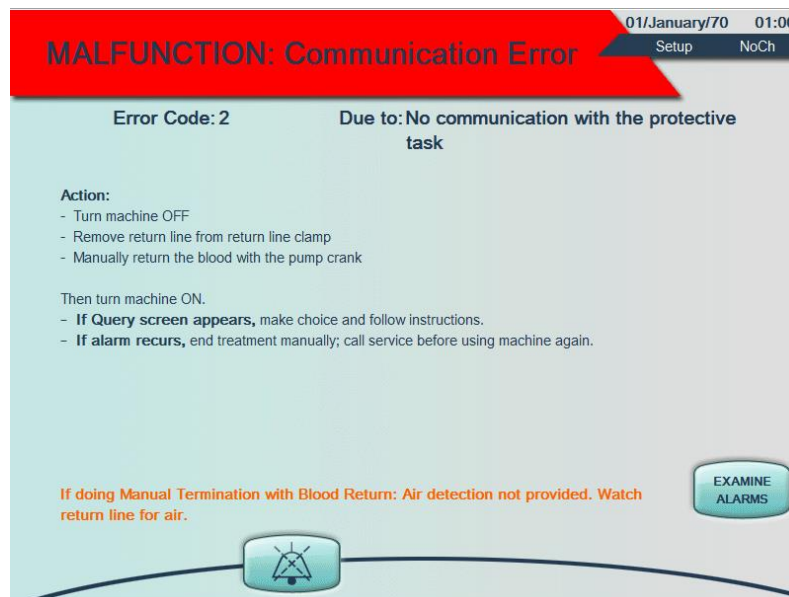 01/January/70 01:00
MALFUNCTION: Communication Error
Setup NoCh
Error Code: 2
Due to: No communication with the protective
task
Action:
- Turn machine OFF
- Remove return line from return line clamp
- Manually return the blood with the pump crank
Then turn machine ON.
- If Query screen appears, make choice and follow instructions.
- If alarm recurs, end treatment manually; call service before using machine again.
EXAMINE
ALARMS
If doing Manual Termination with Blood Return: Air detection not provided. Watch
return line for air.